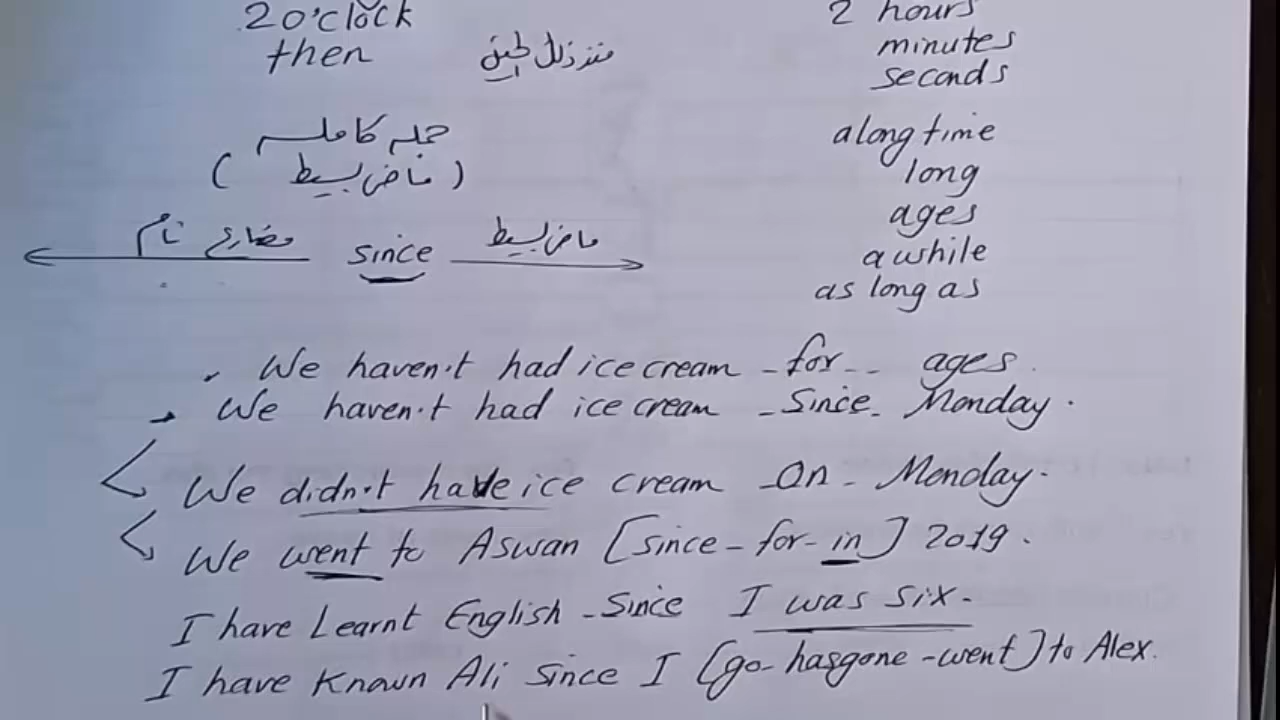 2 o'clock
then منذ ذلك الحين
جملة كاملة
(ماضى بسيط)
مضارع تام since ماضى بسيط
2 hours
minutes
seconds
a long time
long
ages
a while
as long as
We haven't had ice cream -for-- ages.
We haven't had ice cream -Since- Monday.
We didn't have ice cream -On- Monday.
We went to Aswan [since-for-in] 2019.
I have Learnt English -Since I was six.
I have Known Ali Since I [go-has gone-went] to Alex.